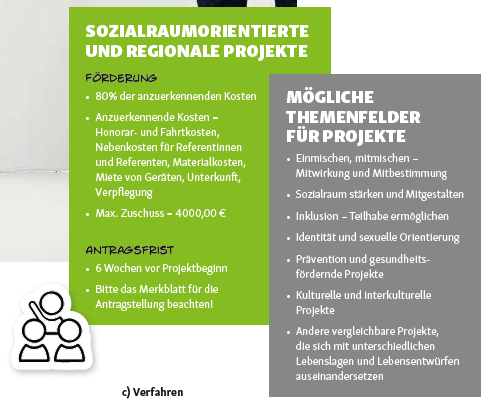 SOZIALRAUMORIENTIERTE
UND REGIONALE PROJEKTE
FÖRDERUNG
• 80% der anzuerkennenden Kosten
• Anzuerkennende Kosten –
Honorar- und Fahrtkosten,
Nebenkosten für Referentinnen
und Referenten, Materialkosten,
Miete von Geräten, Unterkunft,
Verpflegung
• Max. Zuschuss – 4000,00 €
ANTRAGSFRIST
• 6 Wochen vor Projektbeginn
• Bitte das Merkblatt für die
Antragstellung beachten!
MÖGLICHE
THEMENFELDER
FÜR PROJEKTE
• Einmischen, mitmischen –
Mitwirkung und Mitbestimmung
• Sozialraum stärken und Mitgestalten
• Inklusion – Teilhabe ermöglichen
• Identität und sexuelle Orientierung
• Prävention und gesundheits-
fördernde Projekte
• Kulturelle und interkulturelle
Projekte
• Andere vergleichbare Projekte,
die sich mit unterschiedlichen
Lebenslagen und Lebensentwürfen
auseinandersetzen
c) Verfahren